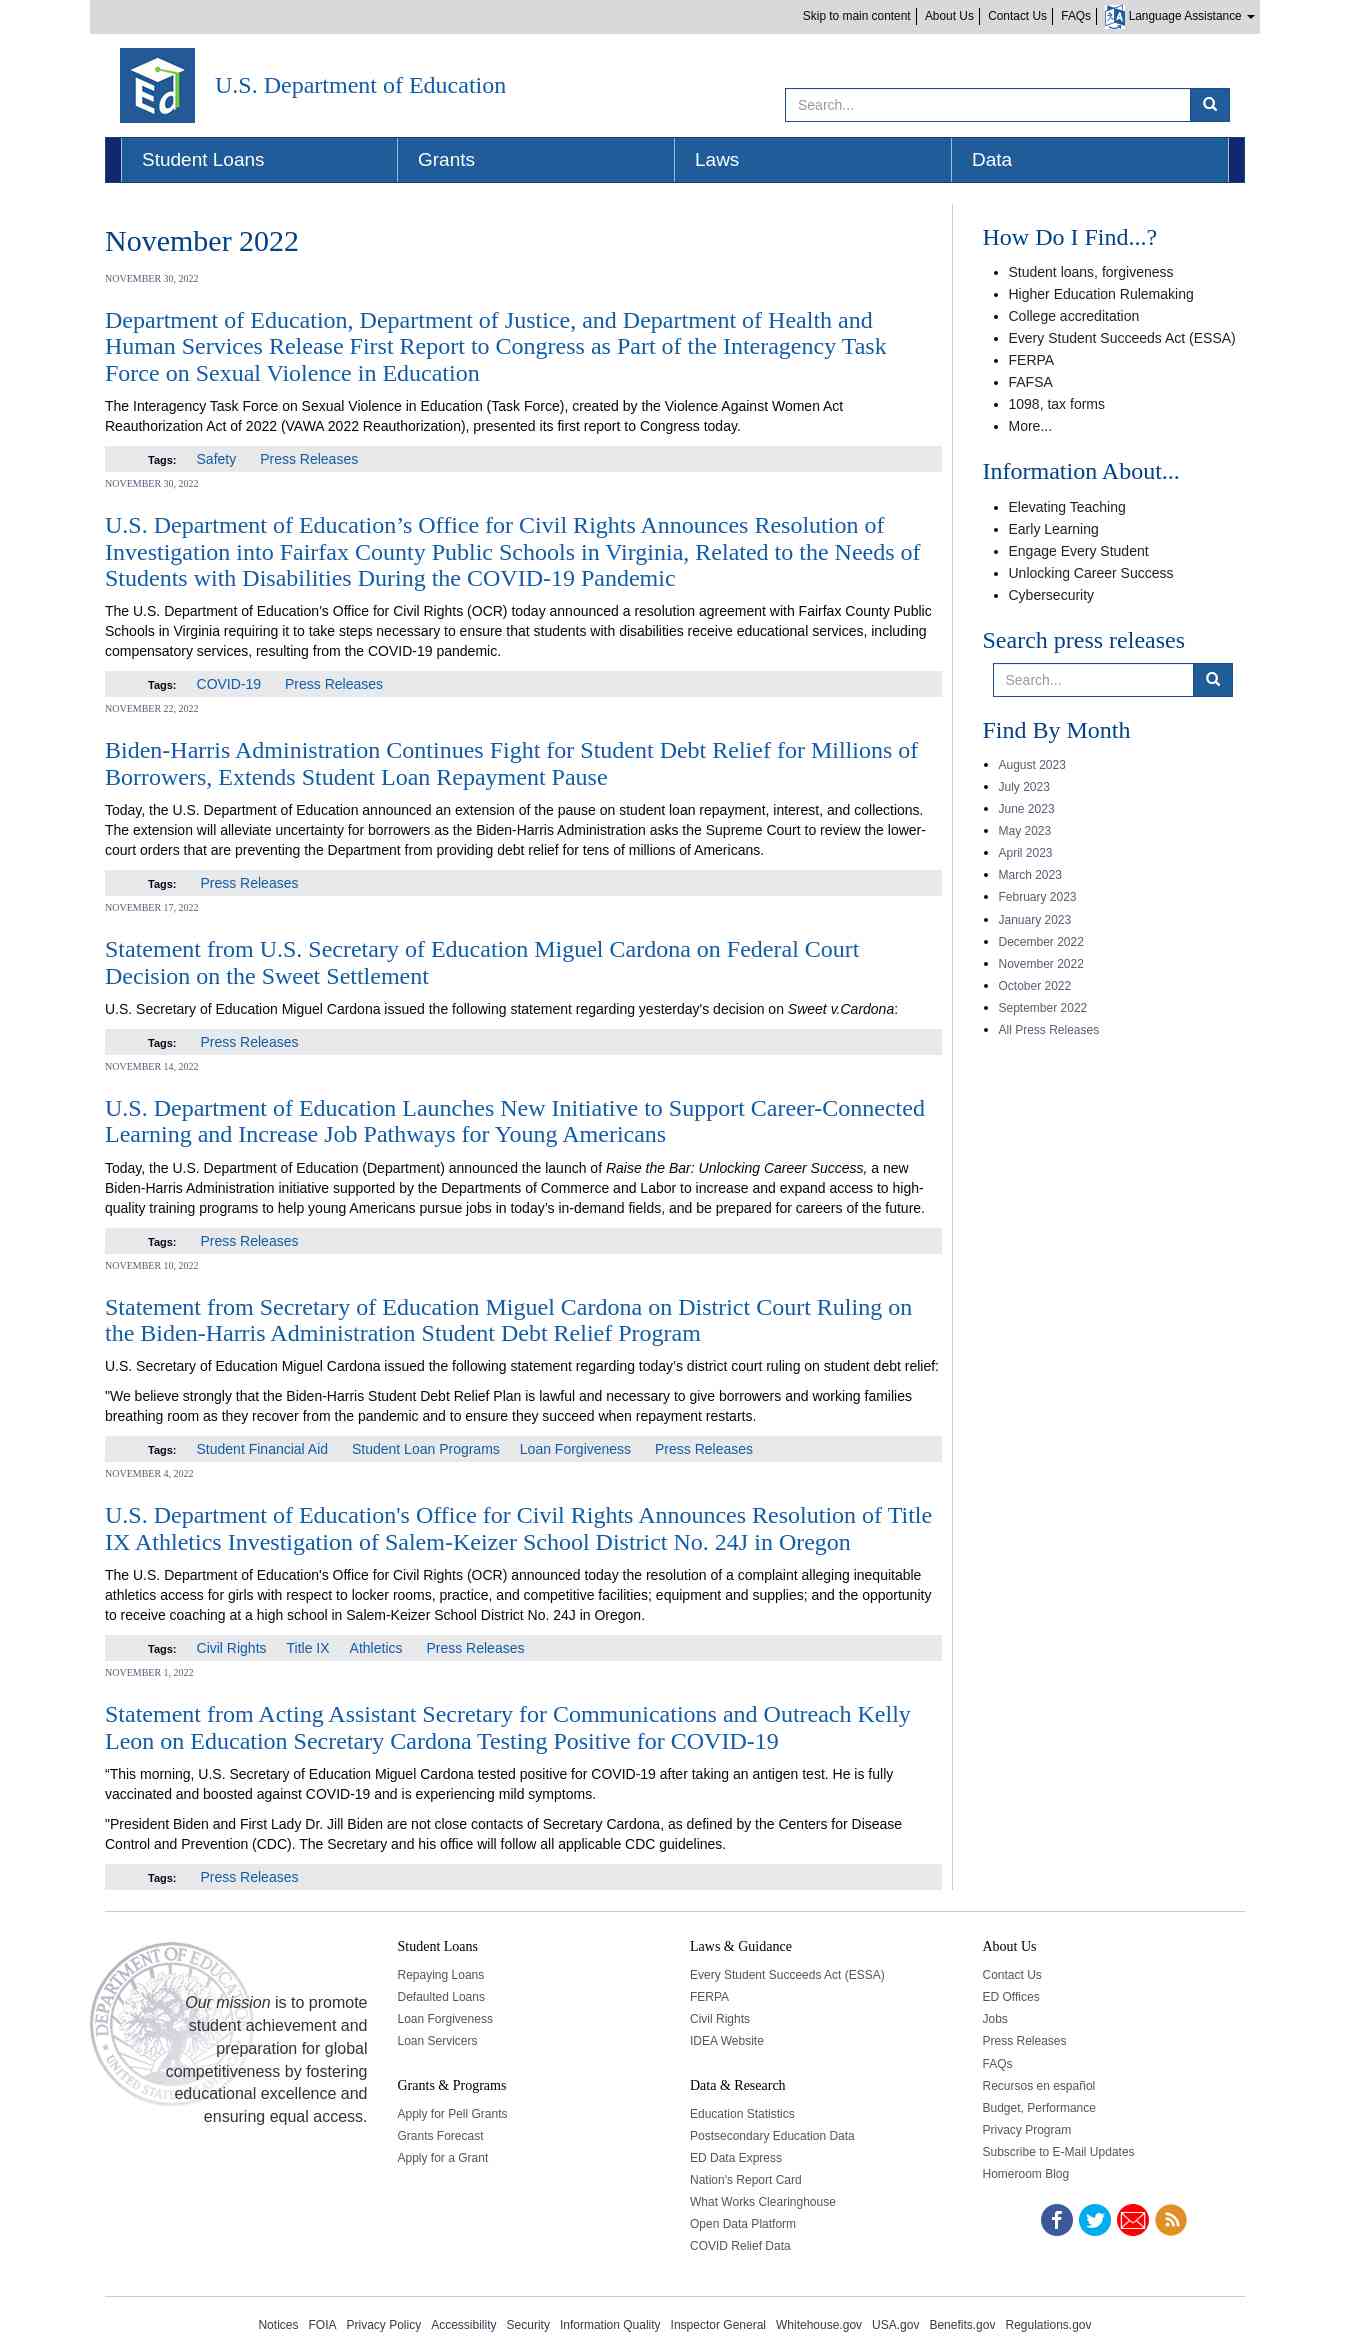 Skip to main content
About Us
Contact Us
FAQs
Language Assistance
Ed
U.S. Department of Education
Search...
Student Loans
Grants
Laws
Data
November 2022
NOVEMBER 30, 2022
Department of Education, Department of Justice, and Department of Health and
Human Services Release First Report to Congress as Part of the Interagency Task
Force on Sexual Violence in Education
The Interagency Task Force on Sexual Violence in Education (Task Force), created by the Violence Against Women Act
Reauthorization Act of 2022 (VAWA 2022 Reauthorization), presented its first report to Congress today.
Tags: Safety Press Releases
NOVEMBER 30, 2022
U.S. Department of Education’s Office for Civil Rights Announces Resolution of
Investigation into Fairfax County Public Schools in Virginia, Related to the Needs of
Students with Disabilities During the COVID-19 Pandemic
The U.S. Department of Education’s Office for Civil Rights (OCR) today announced a resolution agreement with Fairfax County Public
Schools in Virginia requiring it to take steps necessary to ensure that students with disabilities receive educational services, including
compensatory services, resulting from the COVID-19 pandemic.
Tags: COVID-19 Press Releases
NOVEMBER 22, 2022
Biden-Harris Administration Continues Fight for Student Debt Relief for Millions of
Borrowers, Extends Student Loan Repayment Pause
Today, the U.S. Department of Education announced an extension of the pause on student loan repayment, interest, and collections.
The extension will alleviate uncertainty for borrowers as the Biden-Harris Administration asks the Supreme Court to review the lower-
court orders that are preventing the Department from providing debt relief for tens of millions of Americans.
Tags: Press Releases
NOVEMBER 17, 2022
Statement from U.S. Secretary of Education Miguel Cardona on Federal Court
Decision on the Sweet Settlement
U.S. Secretary of Education Miguel Cardona issued the following statement regarding yesterday's decision on Sweet v.Cardona:
Tags: Press Releases
NOVEMBER 14, 2022
U.S. Department of Education Launches New Initiative to Support Career-Connected
Learning and Increase Job Pathways for Young Americans
Today, the U.S. Department of Education (Department) announced the launch of Raise the Bar: Unlocking Career Success, a new
Biden-Harris Administration initiative supported by the Departments of Commerce and Labor to increase and expand access to high-
quality training programs to help young Americans pursue jobs in today’s in-demand fields, and be prepared for careers of the future.
Tags: Press Releases
NOVEMBER 10, 2022
Statement from Secretary of Education Miguel Cardona on District Court Ruling on
the Biden-Harris Administration Student Debt Relief Program
U.S. Secretary of Education Miguel Cardona issued the following statement regarding today’s district court ruling on student debt relief:
"We believe strongly that the Biden-Harris Student Debt Relief Plan is lawful and necessary to give borrowers and working families
breathing room as they recover from the pandemic and to ensure they succeed when repayment restarts.
Tags: Student Financial Aid Student Loan Programs Loan Forgiveness Press Releases
NOVEMBER 4, 2022
U.S. Department of Education's Office for Civil Rights Announces Resolution of Title
IX Athletics Investigation of Salem-Keizer School District No. 24J in Oregon
The U.S. Department of Education's Office for Civil Rights (OCR) announced today the resolution of a complaint alleging inequitable
athletics access for girls with respect to locker rooms, practice, and competitive facilities; equipment and supplies; and the opportunity
to receive coaching at a high school in Salem-Keizer School District No. 24J in Oregon.
Tags: Civil Rights Title IX Athletics Press Releases
NOVEMBER 1, 2022
Statement from Acting Assistant Secretary for Communications and Outreach Kelly
Leon on Education Secretary Cardona Testing Positive for COVID-19
“This morning, U.S. Secretary of Education Miguel Cardona tested positive for COVID-19 after taking an antigen test. He is fully
vaccinated and boosted against COVID-19 and is experiencing mild symptoms.
"President Biden and First Lady Dr. Jill Biden are not close contacts of Secretary Cardona, as defined by the Centers for Disease
Control and Prevention (CDC). The Secretary and his office will follow all applicable CDC guidelines.
Tags: Press Releases
How Do I Find...?
Student loans, forgiveness
Higher Education Rulemaking
College accreditation
Every Student Succeeds Act (ESSA)
FERPA
FAFSA
1098, tax forms
More...
Information About...
Elevating Teaching
Early Learning
Engage Every Student
Unlocking Career Success
Cybersecurity
Search press releases
Search...
Find By Month
August 2023
July 2023
June 2023
May 2023
April 2023
March 2023
February 2023
January 2023
December 2022
November 2022
October 2022
September 2022
All Press Releases
Our mission is to promote
student achievement and
preparation for global
competitiveness by fostering
educational excellence and
ensuring equal access.
Student Loans
Repaying Loans
Defaulted Loans
Loan Forgiveness
Loan Servicers
Grants & Programs
Apply for Pell Grants
Grants Forecast
Apply for a Grant
Laws & Guidance
Every Student Succeeds Act (ESSA)
FERPA
Civil Rights
IDEA Website
Data & Research
Education Statistics
Postsecondary Education Data
ED Data Express
Nation's Report Card
What Works Clearinghouse
Open Data Platform
COVID Relief Data
About Us
Contact Us
ED Offices
Jobs
Press Releases
FAQs
Recursos en español
Budget, Performance
Privacy Program
Subscribe to E-Mail Updates
Homeroom Blog
Notices FOIA Privacy Policy Accessibility Security Information Quality Inspector General Whitehouse.gov USA.gov Benefits.gov Regulations.gov